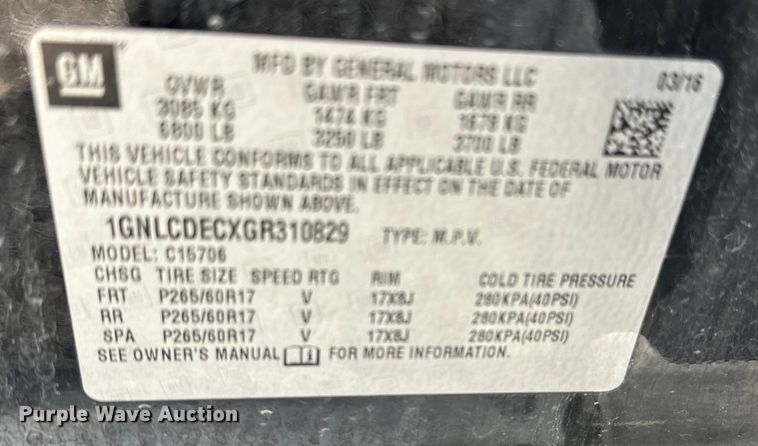 GM
MFD BY GENERAL MOTORS LLC 03/16
GVWR GAWR FRT GAWR RR
3085 KG 1474 KG 1678 KG
6800 LB 3250 LB 3700 LB
THIS VEHICLE CONFORMS TO ALL APPLICABLE U.S. FEDERAL MOTOR
VEHICLE SAFETY STANDARDS IN EFFECT ON THE DATE OF
MANUFACTURE SHOWN ABOVE.
1GNLCDECXGR310829 TYPE: M.P.V.
MODEL: C15706
CHSG TIRE SIZE SPEED RTG RIM COLD TIRE PRESSURE
FRT P265/60R17 V 17X8J 280KPA(40PSI)
RR P265/60R17 V 17X8J 280KPA(40PSI)
SPA P265/60R17 V 17X8J 280KPA(40PSI)
SEE OWNER'S MANUAL FOR MORE INFORMATION.
Purple Wave Auction